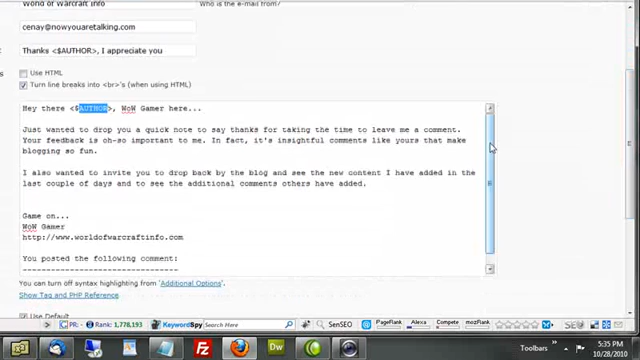 World of Warcraft Info
Who is the e-mail from?
cenay@nowyouaretalking.com
Thanks <$AUTHOR>, I appreciate you
Use HTML
Turn line breaks into <br>'s (when using HTML)
Hey there <$AUTHOR>, WoW Gamer here...
Just wanted to drop you a quick note to say thanks for taking the time to leave me a comment.
Your feedback is oh-so important to me. In fact, it's insightful comments like yours that make
blogging so fun.
I also wanted to invite you to drop back by the blog and see the new content I have added in the
last couple of days and to see the additional comments others have added.
Game on...
WoW Gamer
http://www.worldofwarcraftinfo.com
You posted the following comment:
--------------------------------
You can turn off syntax highlighting from "Additional Options"
Show Tag and PHP Reference
Use Default
PR: - Rank: 1,778,193 KeywordSpy Search here SenSEO PageRank Alexa Compete mozRank
FZ Dw Toolbars » 5:35 PM
10/28/2010